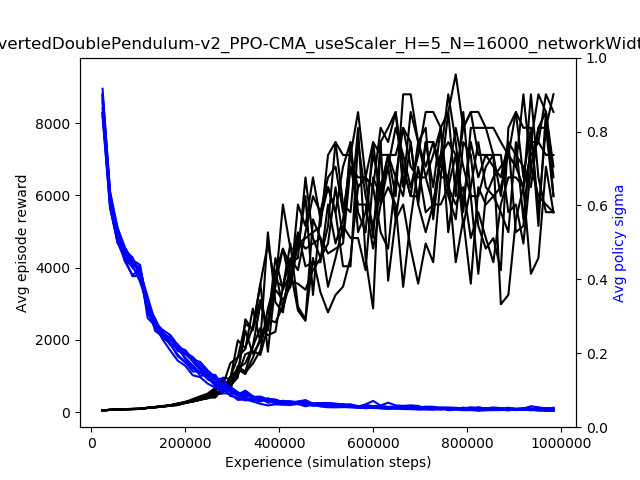 vertedDoublePendulum-v2_PPO-CMA_useScaler_H=5_N=16000_networkWidt
Avg episode reward
8000
6000
4000
2000
0
1.0
0.8
0.6
0.4
0.2
0.0
Avg policy sigma
0 200000 400000 600000 800000 1000000
Experience (simulation steps)